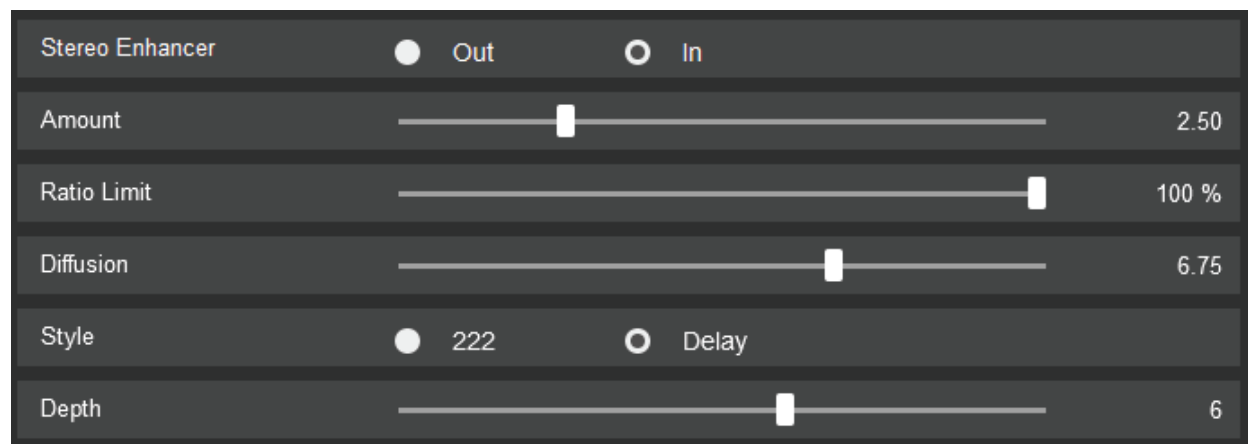 Stereo Enhancer Out In
Amount 2.50
Ratio Limit 100 %
Diffusion 6.75
Style 222 Delay
Depth 6